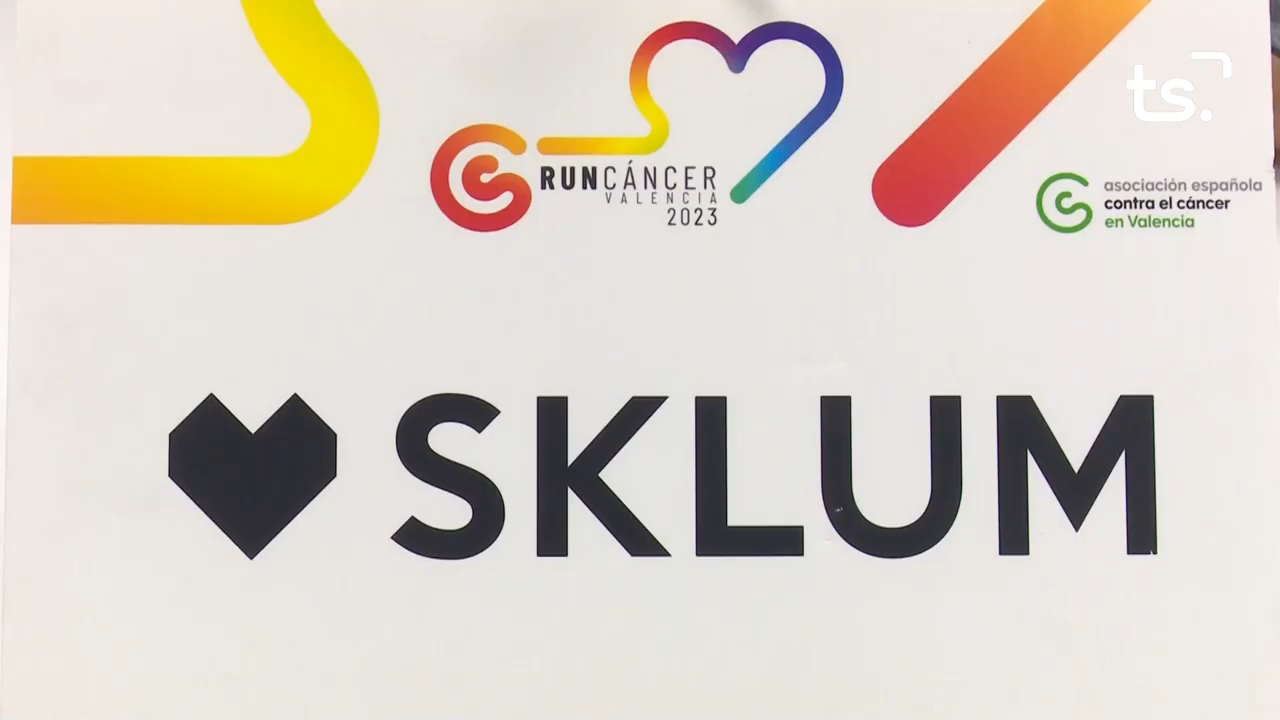 ts.
RUNCÁNCER
VALENCIA
2023
asociación española
contra el cáncer
en Valencia
SKLUM